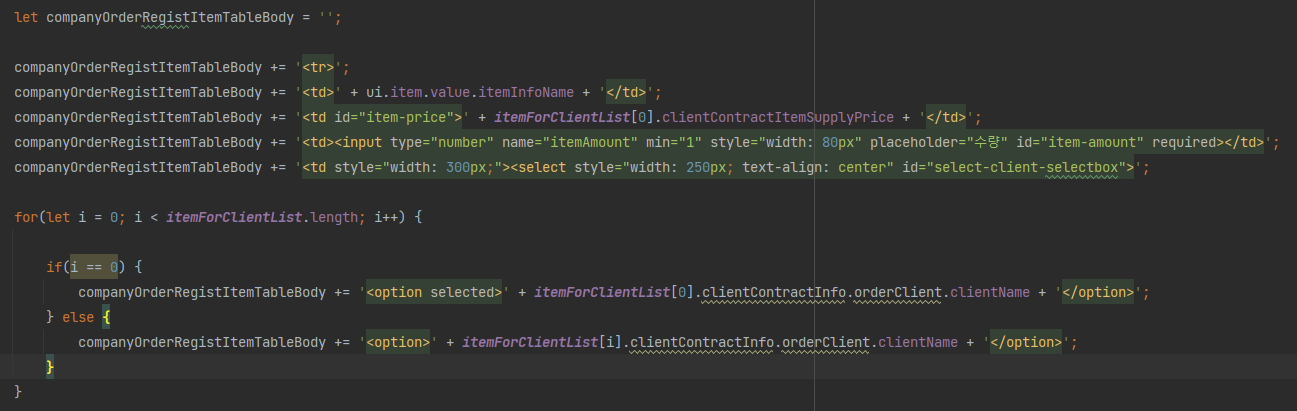 let companyOrderRegistItemTableBody = '';
companyOrderRegistItemTableBody += '<tr>';
companyOrderRegistItemTableBody += '<td>' + ui.item.value.itemInfoName + '</td>';
companyOrderRegistItemTableBody += '<td id="item-price">' + itemForClientList[0].clientContractItemSupplyPrice + '</td>';
companyOrderRegistItemTableBody += '<td><input type="number" name="itemAmount" min="1" style="width: 80px" placeholder="수량" id="item-amount" required></td>';
companyOrderRegistItemTableBody += '<td style="width: 300px;"><select style="width: 250px; text-align: center" id="select-client-selectbox">';
for(let i = 0; i < itemForClientList.length; i++) {
if(i == 0) {
companyOrderRegistItemTableBody += '<option selected>' + itemForClientList[0].clientContractInfo.orderClient.clientName + '</option>';
} else {
companyOrderRegistItemTableBody += '<option>' + itemForClientList[i].clientContractInfo.orderClient.clientName + '</option>';
}
}